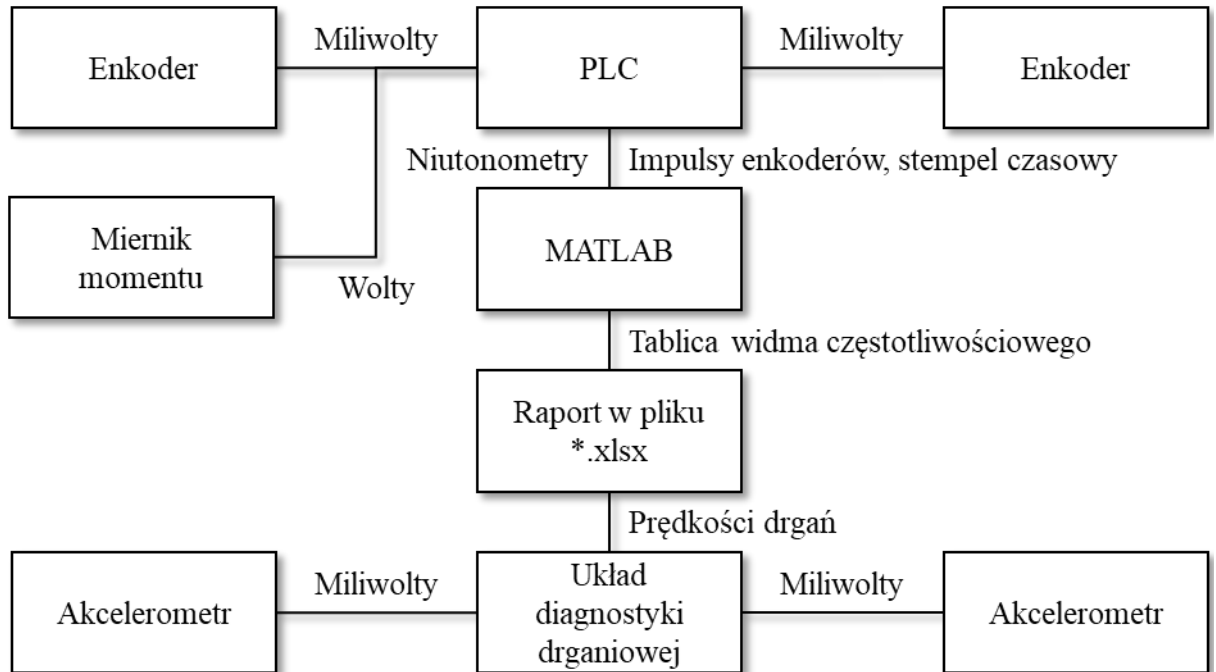 Miliwolty
Miliwolty
Enkoder
PLC
Enkoder
Niutonometry
Impulsy enkoderów, stempel czasowy
Miernik
momentu
MATLAB
Wolty
Tablica widma częstotliwościowego
Raport w pliku
*.xlsx
Prędkości drgań
Akcelerometr
Miliwolty
Układ
diagnostyki
drganiowej
Miliwolty
Akcelerometr